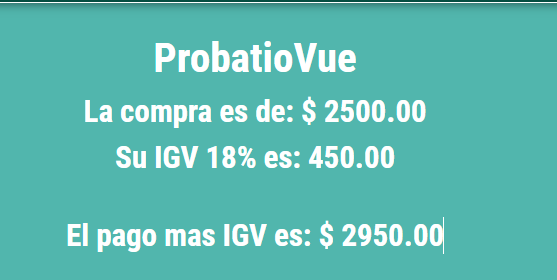 ProbatioVue
La compra es de: $ 2500.00
Su IGV 18% es: 450.00
El pago mas IGV es: $ 2950.00